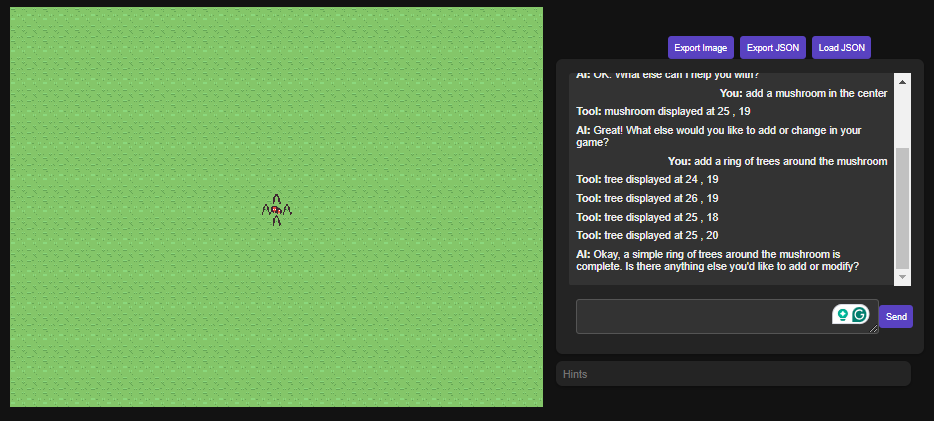 Export Image Export JSON Load JSON
AI: OK. What else can I help you with?
You: add a mushroom in the center
Tool: mushroom displayed at 25 , 19
AI: Great! What else would you like to add or change in your
game?
You: add a ring of trees around the mushroom
Tool: tree displayed at 24 , 19
Tool: tree displayed at 26 , 19
Tool: tree displayed at 25 , 18
Tool: tree displayed at 25 , 20
AI: Okay, a simple ring of trees around the mushroom is
complete. Is there anything else you'd like to add or modify?
Send
Hints